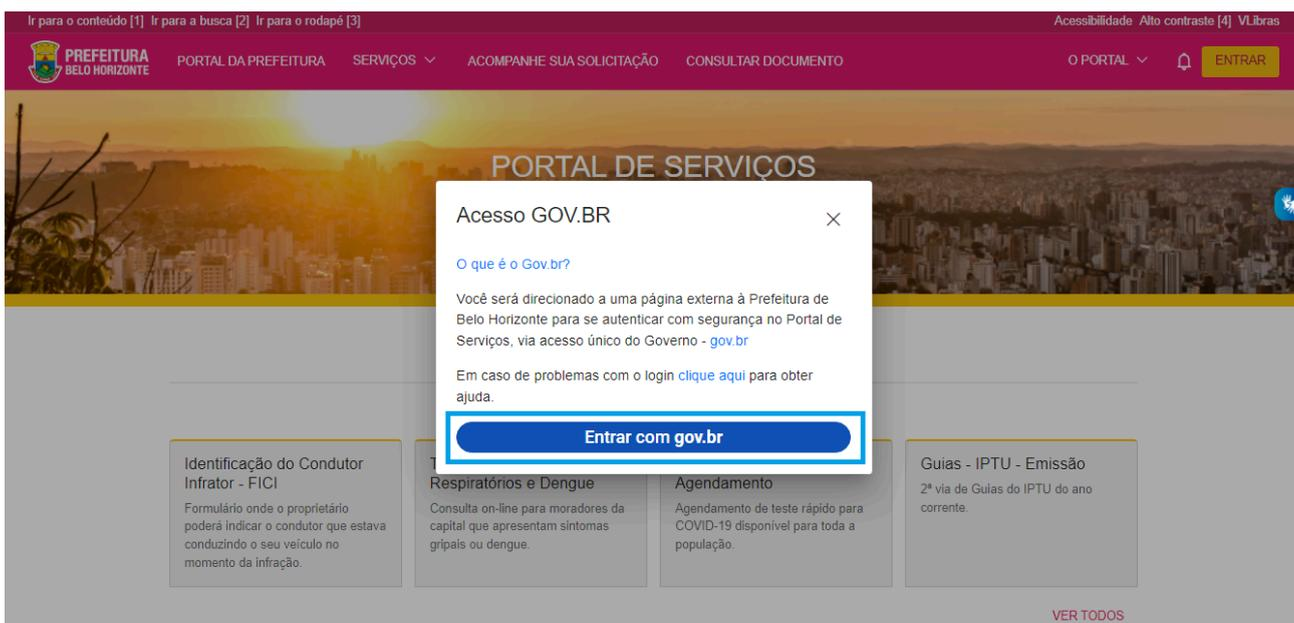 Ir para o conteúdo [1] Ir para a busca [2] Ir para o rodapé [3]
Acessibilidade Alto contraste [4] VLibras
PREFEITURA
BELO HORIZONTE
PORTAL DA PREFEITURA
SERVIÇOS
ACOMPANHE SUA SOLICITAÇÃO
CONSULTAR DOCUMENTO
O PORTAL
ENTRAR
PORTAL DE SERVIÇOS
Acesso GOV.BR
O que é o Gov.br?
Você será direcionado a uma página externa à Prefeitura de
Belo Horizonte para se autenticar com segurança no Portal de
Serviços, via acesso único do Governo - gov.br
Em caso de problemas com o login clique aqui para obter
ajuda.
Entrar com gov.br
Identificação do Condutor
Infrator - FICI
Formulário onde o proprietário
poderá indicar o condutor que estava
conduzindo o seu veículo no
momento da infração.
Respiratórios e Dengue
Consulta on-line para moradores da
capital que apresentam sintomas
gripais ou dengue.
Agendamento
Agendamento de teste rápido para
COVID-19 disponível para toda a
população.
Guias - IPTU - Emissão
2ª via de Guias do IPTU do ano
corrente.
VER TODOS